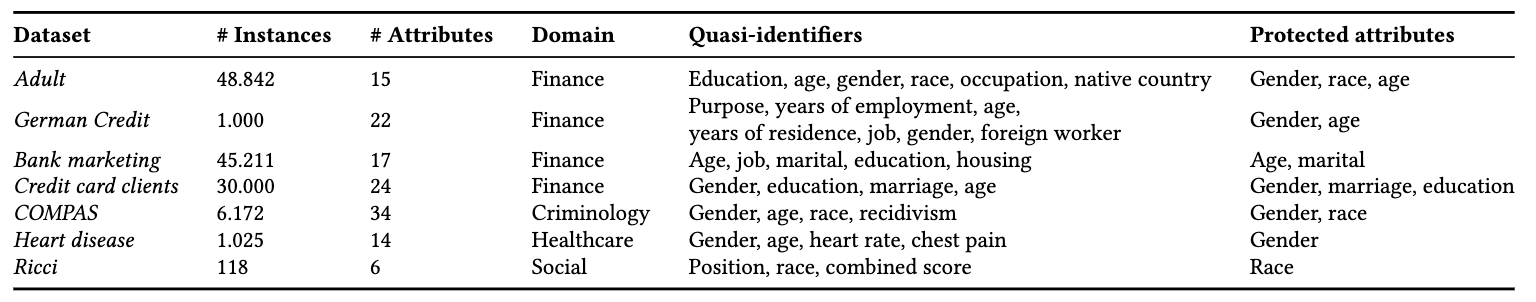 Dataset # Instances # Attributes Domain Quasi-identifiers Protected attributes
Adult 48.842 15 Finance Education, age, gender, race, occupation, native country Gender, race, age
German Credit 1.000 22 Finance Purpose, years of employment, age, years of residence, job, gender, foreign worker Gender, age
Bank marketing 45.211 17 Finance Age, job, marital, education, housing Age, marital
Credit card clients 30.000 24 Finance Gender, education, marriage, age Gender, marriage, education
COMPAS 6.172 34 Criminology Gender, age, race, recidivism Gender, race
Heart disease 1.025 14 Healthcare Gender, age, heart rate, chest pain Gender
Ricci 118 6 Social Position, race, combined score Race